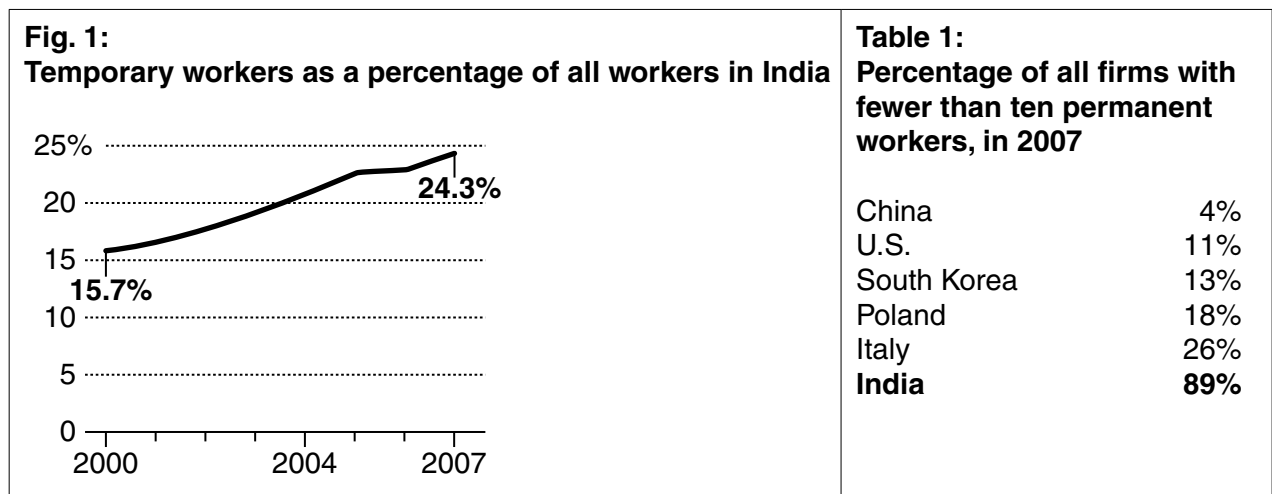 Fig. 1:
Temporary workers as a percentage of all workers in India
25%
20
15
10
5
0
15.7%
24.3%
2000
2004
2007
Table 1:
Percentage of all firms with
fewer than ten permanent
workers, in 2007
China 4%
U.S. 11%
South Korea 13%
Poland 18%
Italy 26%
India 89%